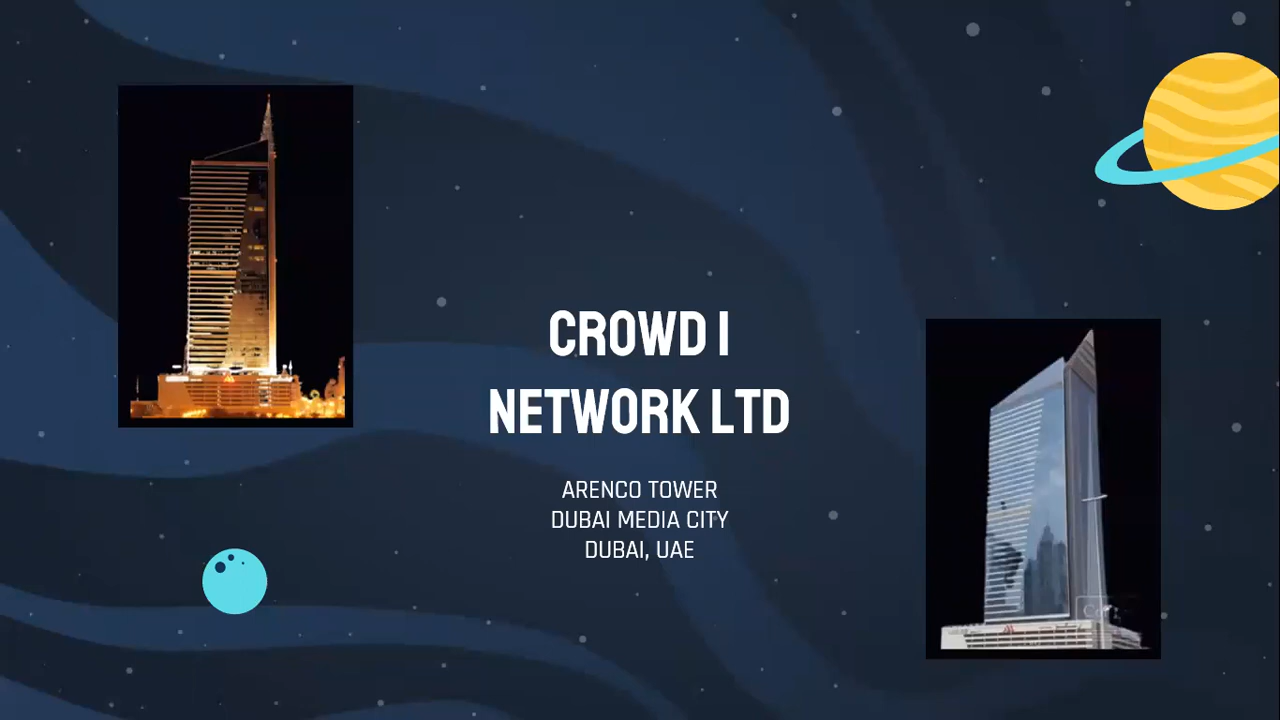 CROWD I
NETWORK LTD
ARENCO TOWER
DUBAI MEDIA CITY
DUBAI, UAE